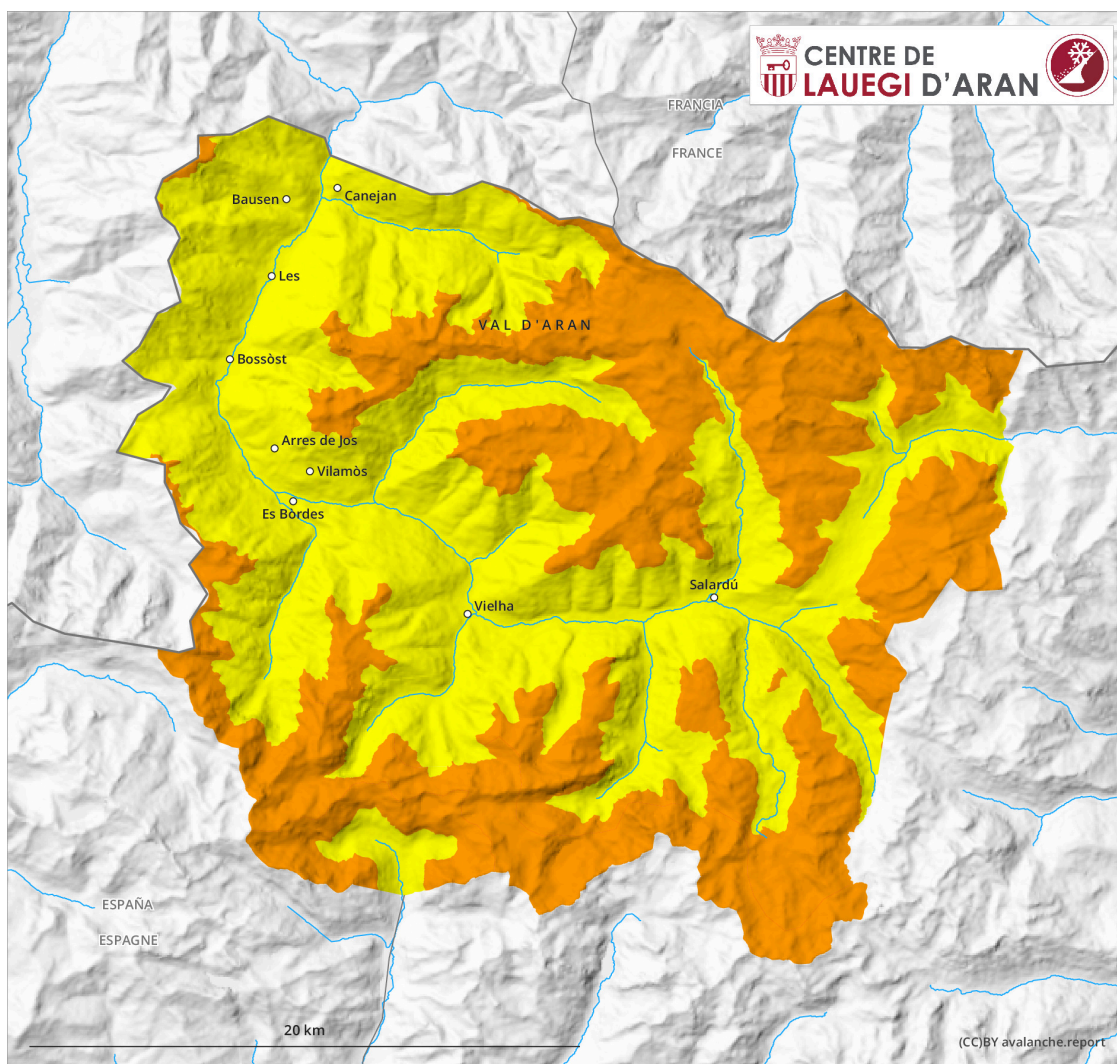 CENTRE DE
LAUEGI D'ARAN
FRANCIA
FRANCE
Bausen
Canejan
Les
VAL D'ARAN
Bossòst
Arres de Jos
Vilamòs
Es Bòrdes
Salardú
Vielha
ESPAÑA
ESPAGNE
20 km
(CC)BY avalanche.report